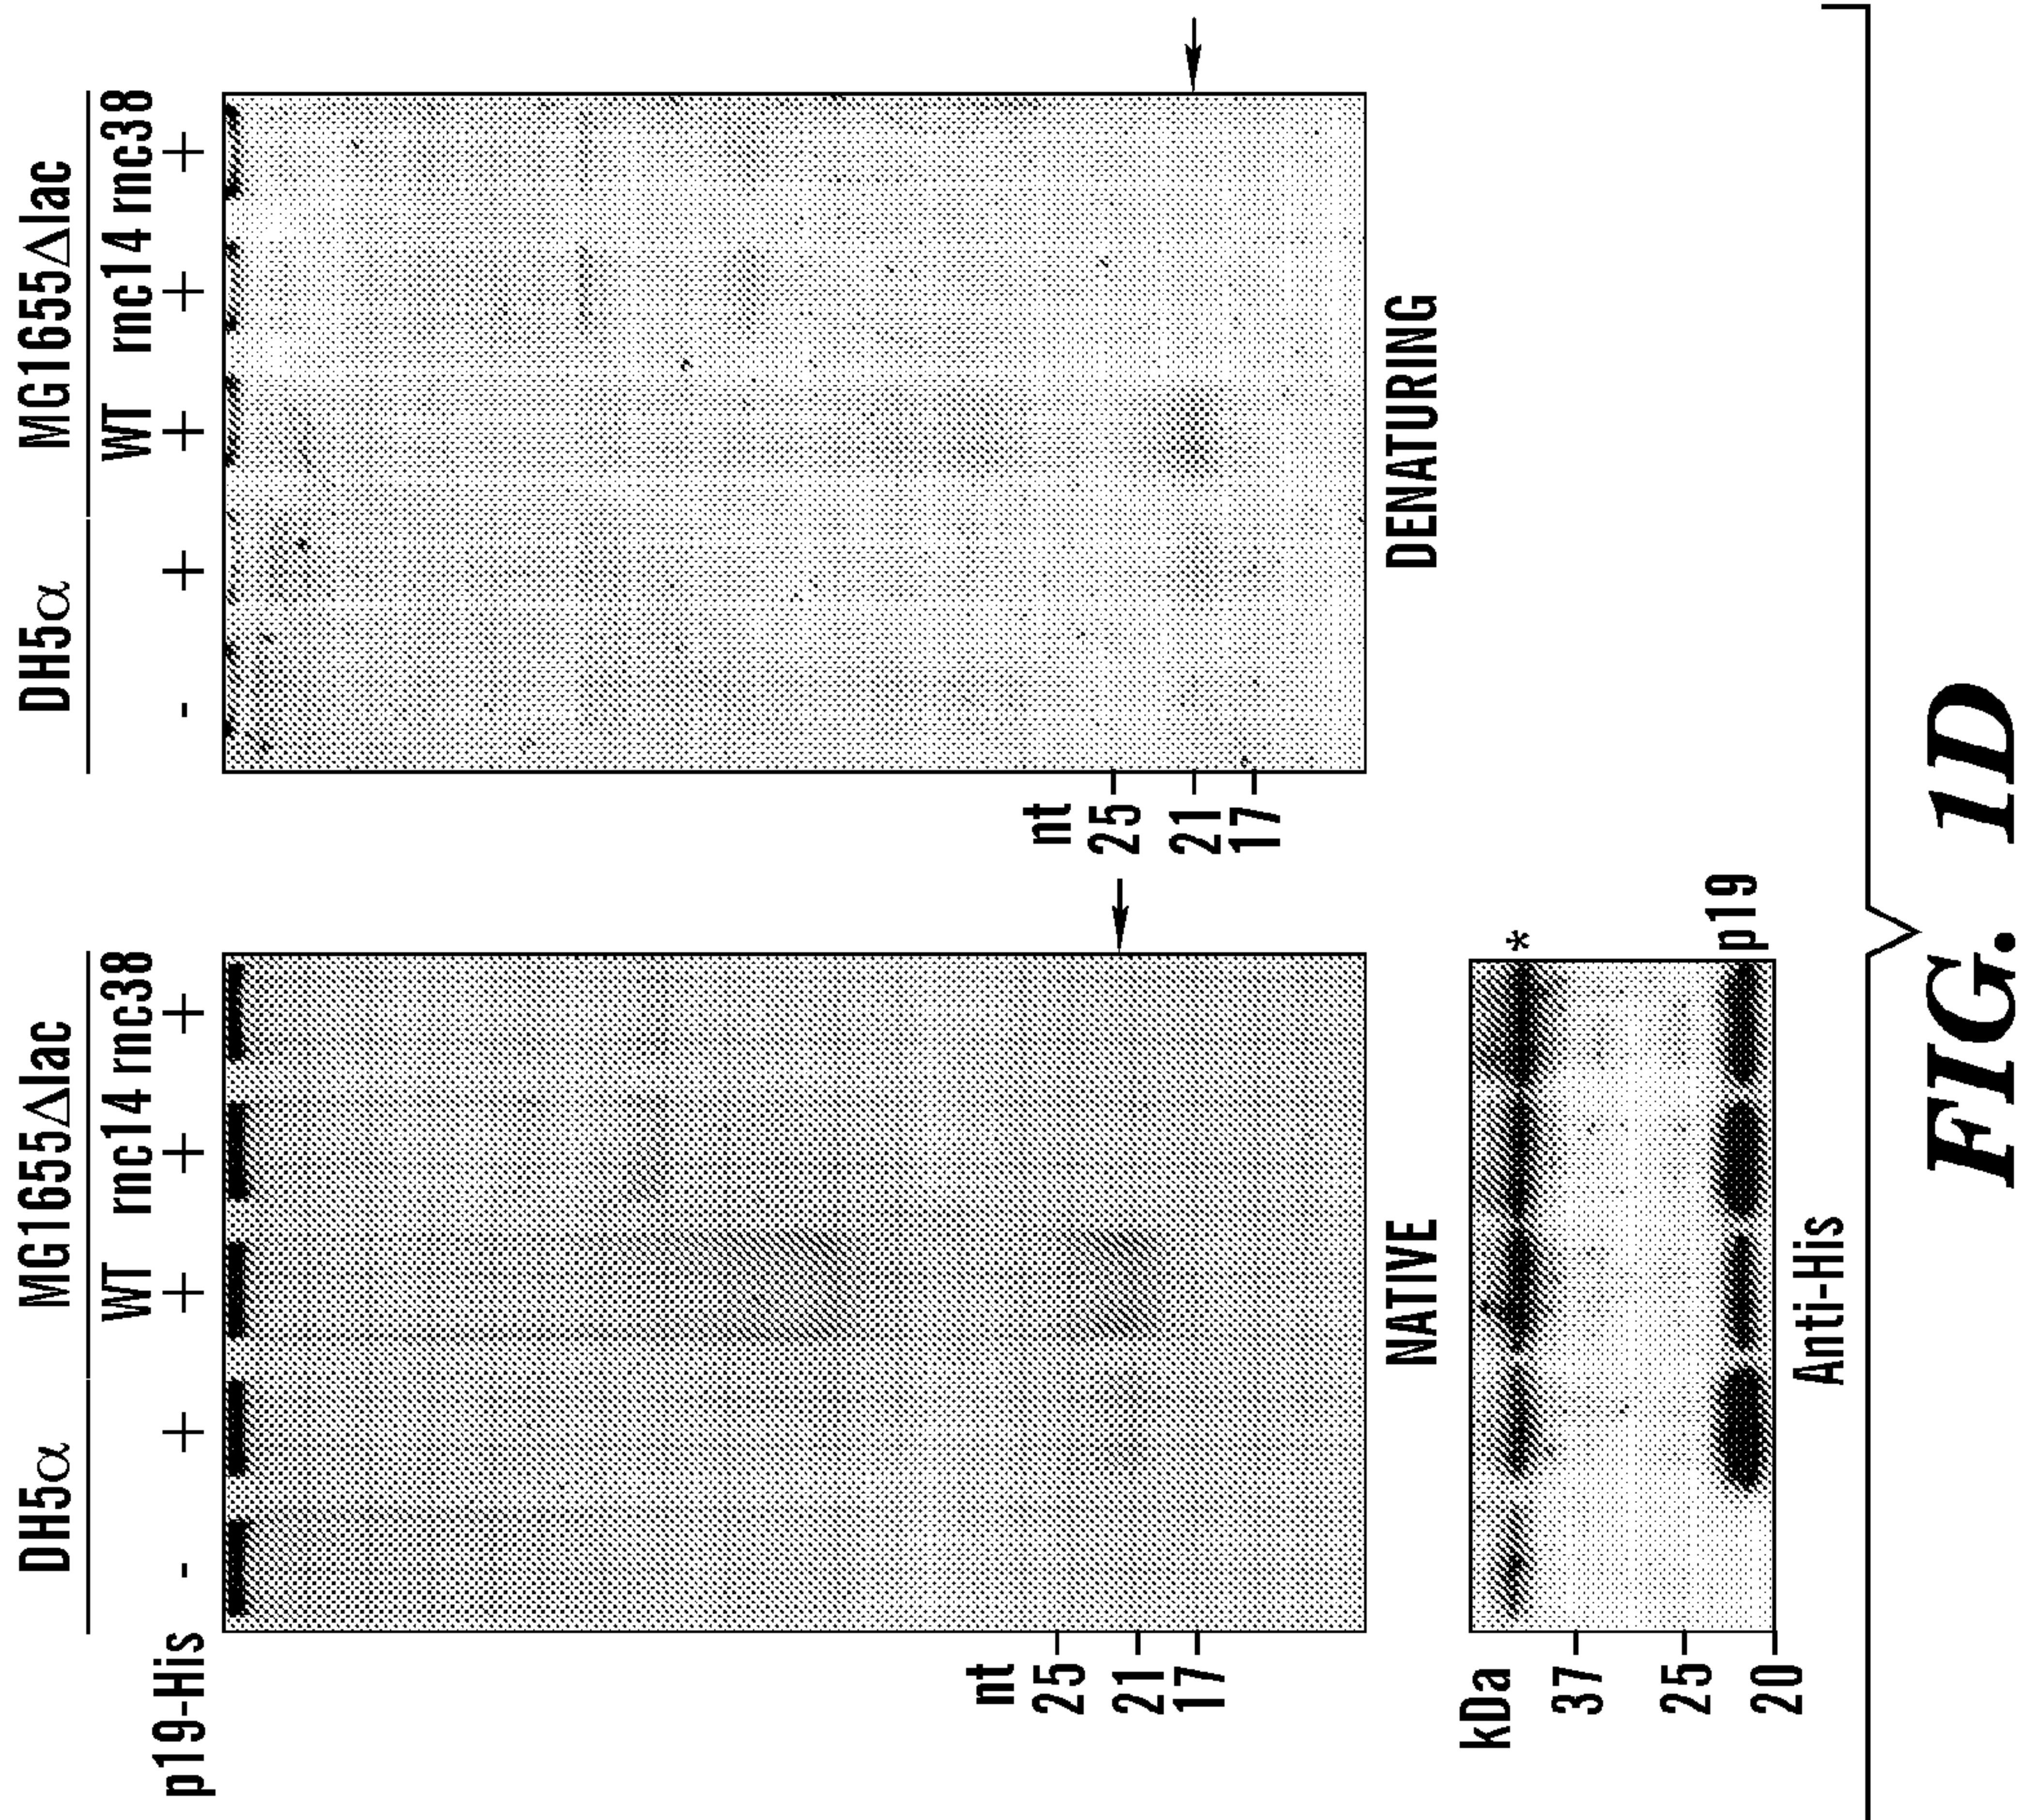 DH5α MG1655Δlac
WT rnc14 rnc38
p19-His - + + + +
nt
25
21
17
NATIVE
DH5α MG1655Δlac
WT rnc14 rnc38
- + + + +
nt
25
21
17
DENATURING
kDa
37
25
20
*
p19
Anti-His
FIG. 1D